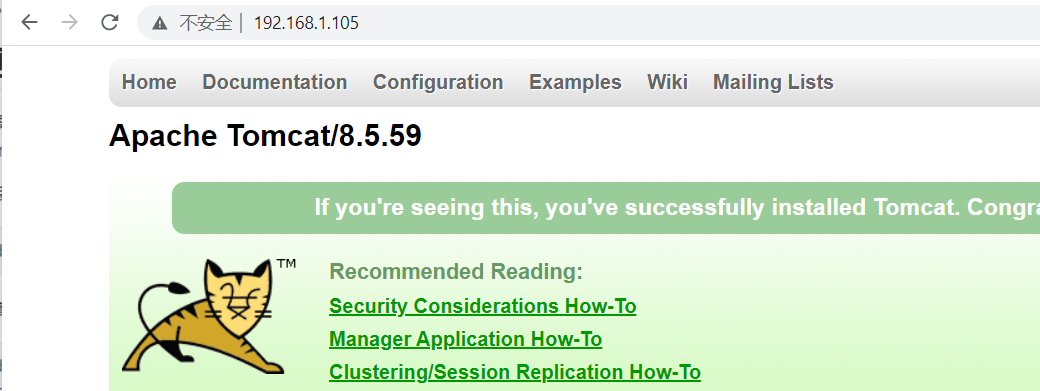 不安全 | 192.168.1.105
Home Documentation Configuration Examples Wiki Mailing Lists
Apache Tomcat/8.5.59
If you're seeing this, you've successfully installed Tomcat. Congra
TM
Recommended Reading:
Security Considerations How-To
Manager Application How-To
Clustering/Session Replication How-To